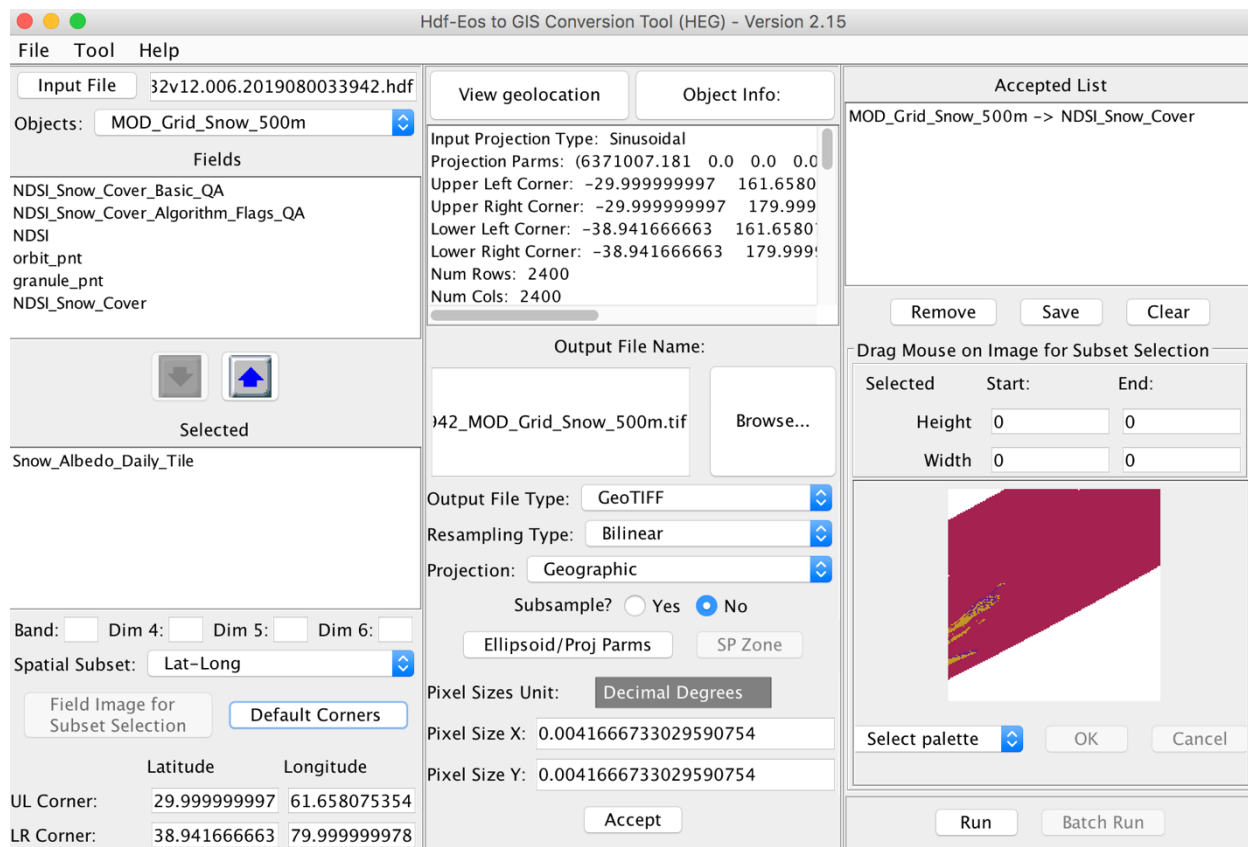 Hdf-Eos to GIS Conversion Tool (HEG) - Version 2.15
File Tool Help
Input File
32v12.006.2019080033942.hdf
Objects: MOD_Grid_Snow_500m
Fields
NDSI_Snow_Cover_Basic_QA
NDSI_Snow_Cover_Algorithm_Flags_QA
NDSI
orbit_pnt
granule_pnt
NDSI_Snow_Cover
Selected
Snow_Albedo_Daily_Tile
Band: Dim 4: Dim 5: Dim 6:
Spatial Subset: Lat-Long
Field Image for
Subset Selection
Default Corners
Latitude Longitude
UL Corner: 29.999999997 61.658075354
LR Corner: 38.941666663 79.999999978
View geolocation
Object Info:
Input Projection Type: Sinusoidal
Projection Parms: (6371007.181 0.0 0.0 0.0
Upper Left Corner: -29.999999997 161.6580
Upper Right Corner: -29.999999997 179.999
Lower Left Corner: -38.941666663 161.6580
Lower Right Corner: -38.941666663 179.999
Num Rows: 2400
Num Cols: 2400
Output File Name:
942_MOD_Grid_Snow_500m.tif
Browse...
Output File Type: GeoTIFF
Resampling Type: Bilinear
Projection: Geographic
Subsample? Yes No
Ellipsoid/Proj Parms
SP Zone
Pixel Sizes Unit: Decimal Degrees
Pixel Size X: 0.0041666733029590754
Pixel Size Y: 0.0041666733029590754
Accept
Accepted List
MOD_Grid_Snow_500m -> NDSI_Snow_Cover
Remove Save Clear
Drag Mouse on Image for Subset Selection
Selected Start: End:
Height 0 0
Width 0 0
Select palette
OK
Cancel
Run
Batch Run